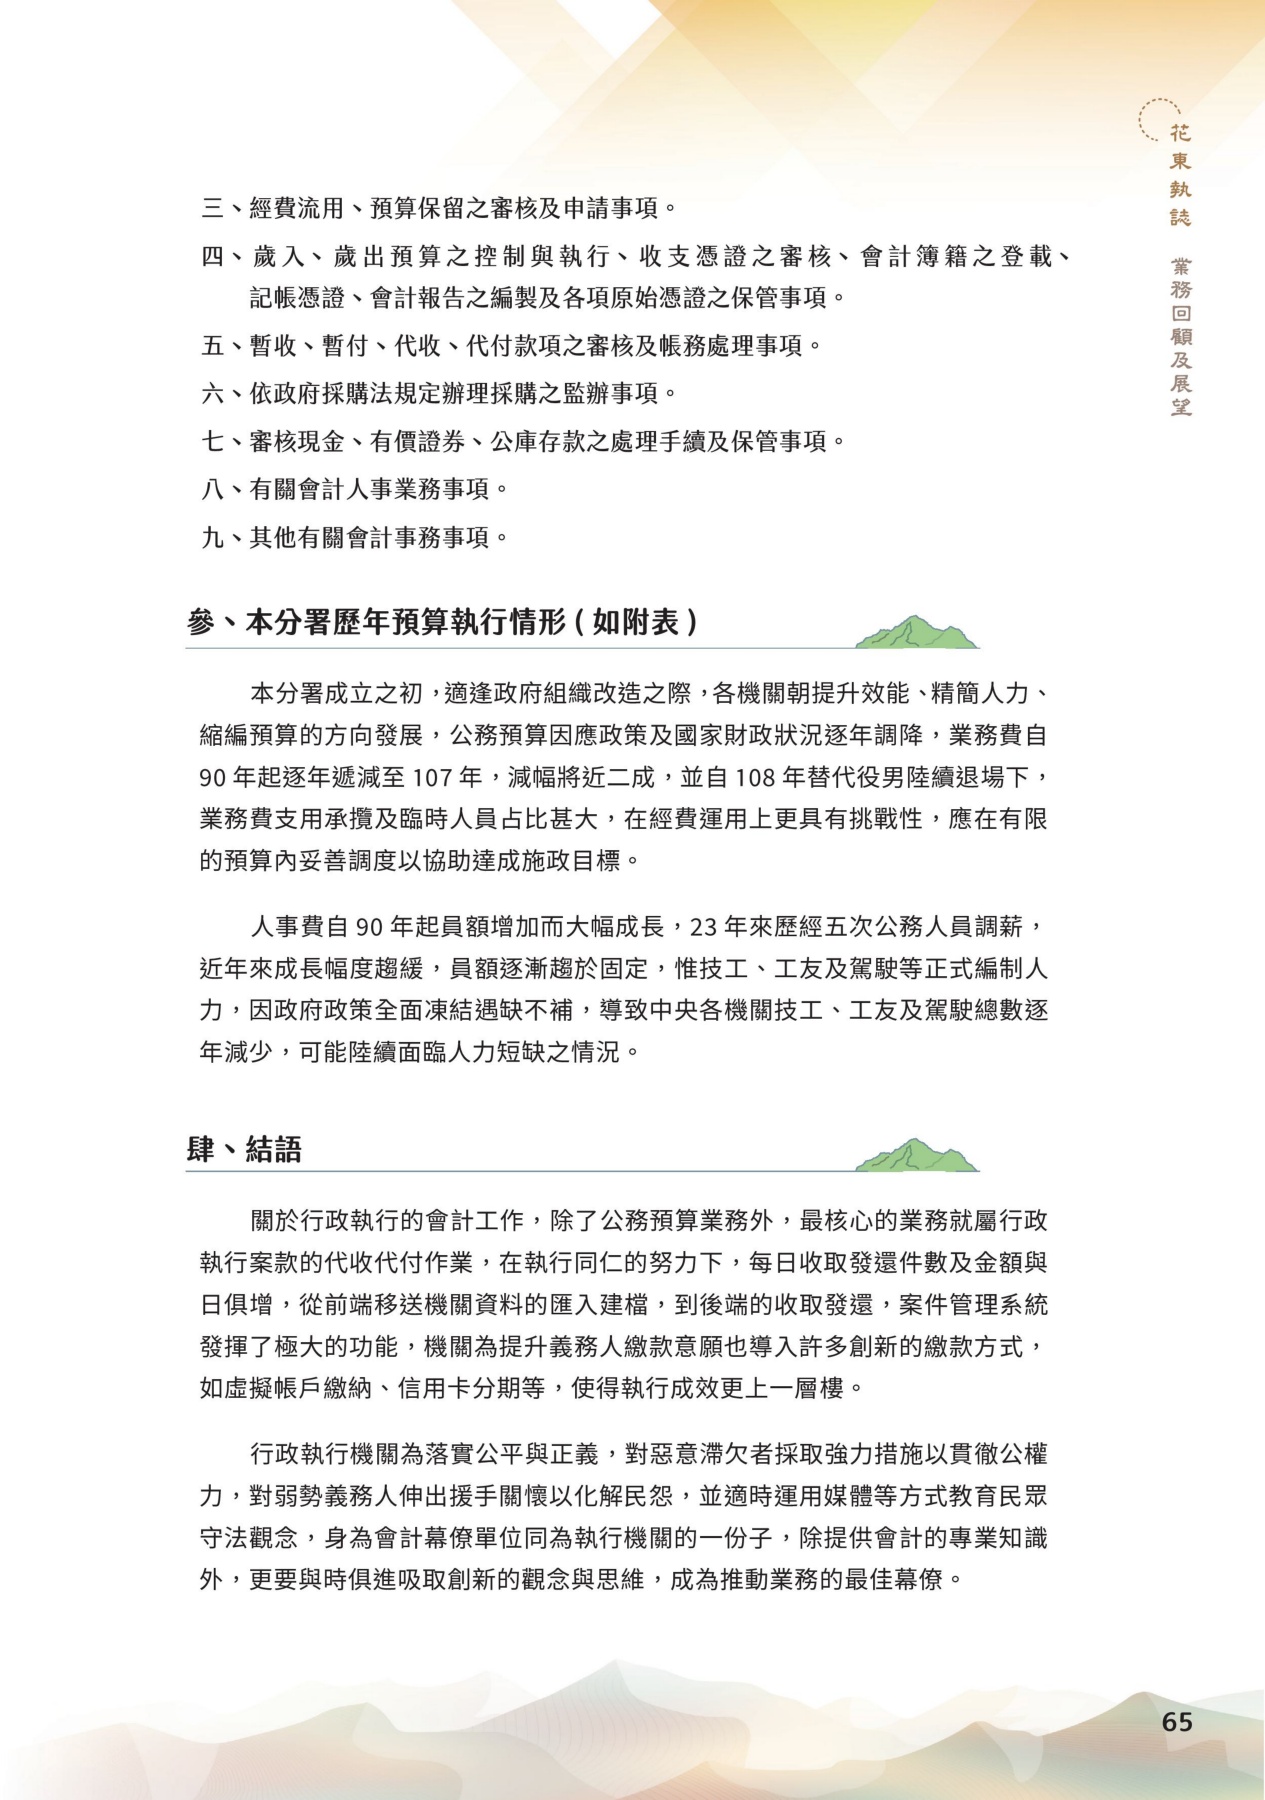 花東執誌 業務回顧及展望
三、經費流用、預算保留之審核及申請事項。
四、歲入、歲出預算之控制與執行、收支憑證之審核、會計簿籍之登載、
記帳憑證、會計報告之編製及各項原始憑證之保管事項。
五、暫收、暫付、代收、代付款項之審核及帳務處理事項。
六、依政府採購法規定辦理採購之監辦事項。
七、審核現金、有價證券、公庫存款之處理手續及保管事項。
八、有關會計人事業務事項。
九、其他有關會計事務事項。
參、本分署歷年預算執行情形 ( 如附表 )
本分署成立之初，適逢政府組織改造之際，各機關朝提升效能、精簡人力、
縮編預算的方向發展，公務預算因應政策及國家財政狀況逐年調降，業務費自
90 年起逐年遞減至 107 年，減幅將近二成，並自 108 年替代役男陸續退場下，
業務費支用承攬及臨時人員占比甚大，在經費運用上更具有挑戰性，應在有限
的預算內妥善調度以協助達成施政目標。
人事費自 90 年起員額增加而大幅成長，23 年來歷經五次公務人員調薪，
近年來成長幅度趨緩，員額逐漸趨於固定，惟技工、工友及駕駛等正式編制人
力，因政府政策全面凍結遇缺不補，導致中央各機關技工、工友及駕駛總數逐
年減少，可能陸續面臨人力短缺之情況。
肆、結語
關於行政執行的會計工作，除了公務預算業務外，最核心的業務就屬行政
執行案款的代收代付作業，在執行同仁的努力下，每日收取發還件數及金額與
日俱增，從前端移送機關資料的匯入建檔，到後端的收取發還，案件管理系統
發揮了極大的功能，機關為提升義務人繳款意願也導入許多創新的繳款方式，
如虛擬帳戶繳納、信用卡分期等，使得執行成效更上一層樓。
行政執行機關為落實公平與正義，對惡意滯欠者採取強力措施以貫徹公權
力，對弱勢義務人伸出援手關懷以化解民怨，並適時運用媒體等方式教育民眾
守法觀念，身為會計幕僚單位同為執行機關的一份子，除提供會計的專業知識
外，更要與時俱進吸取創新的觀念與思維，成為推動業務的最佳幕僚。
65